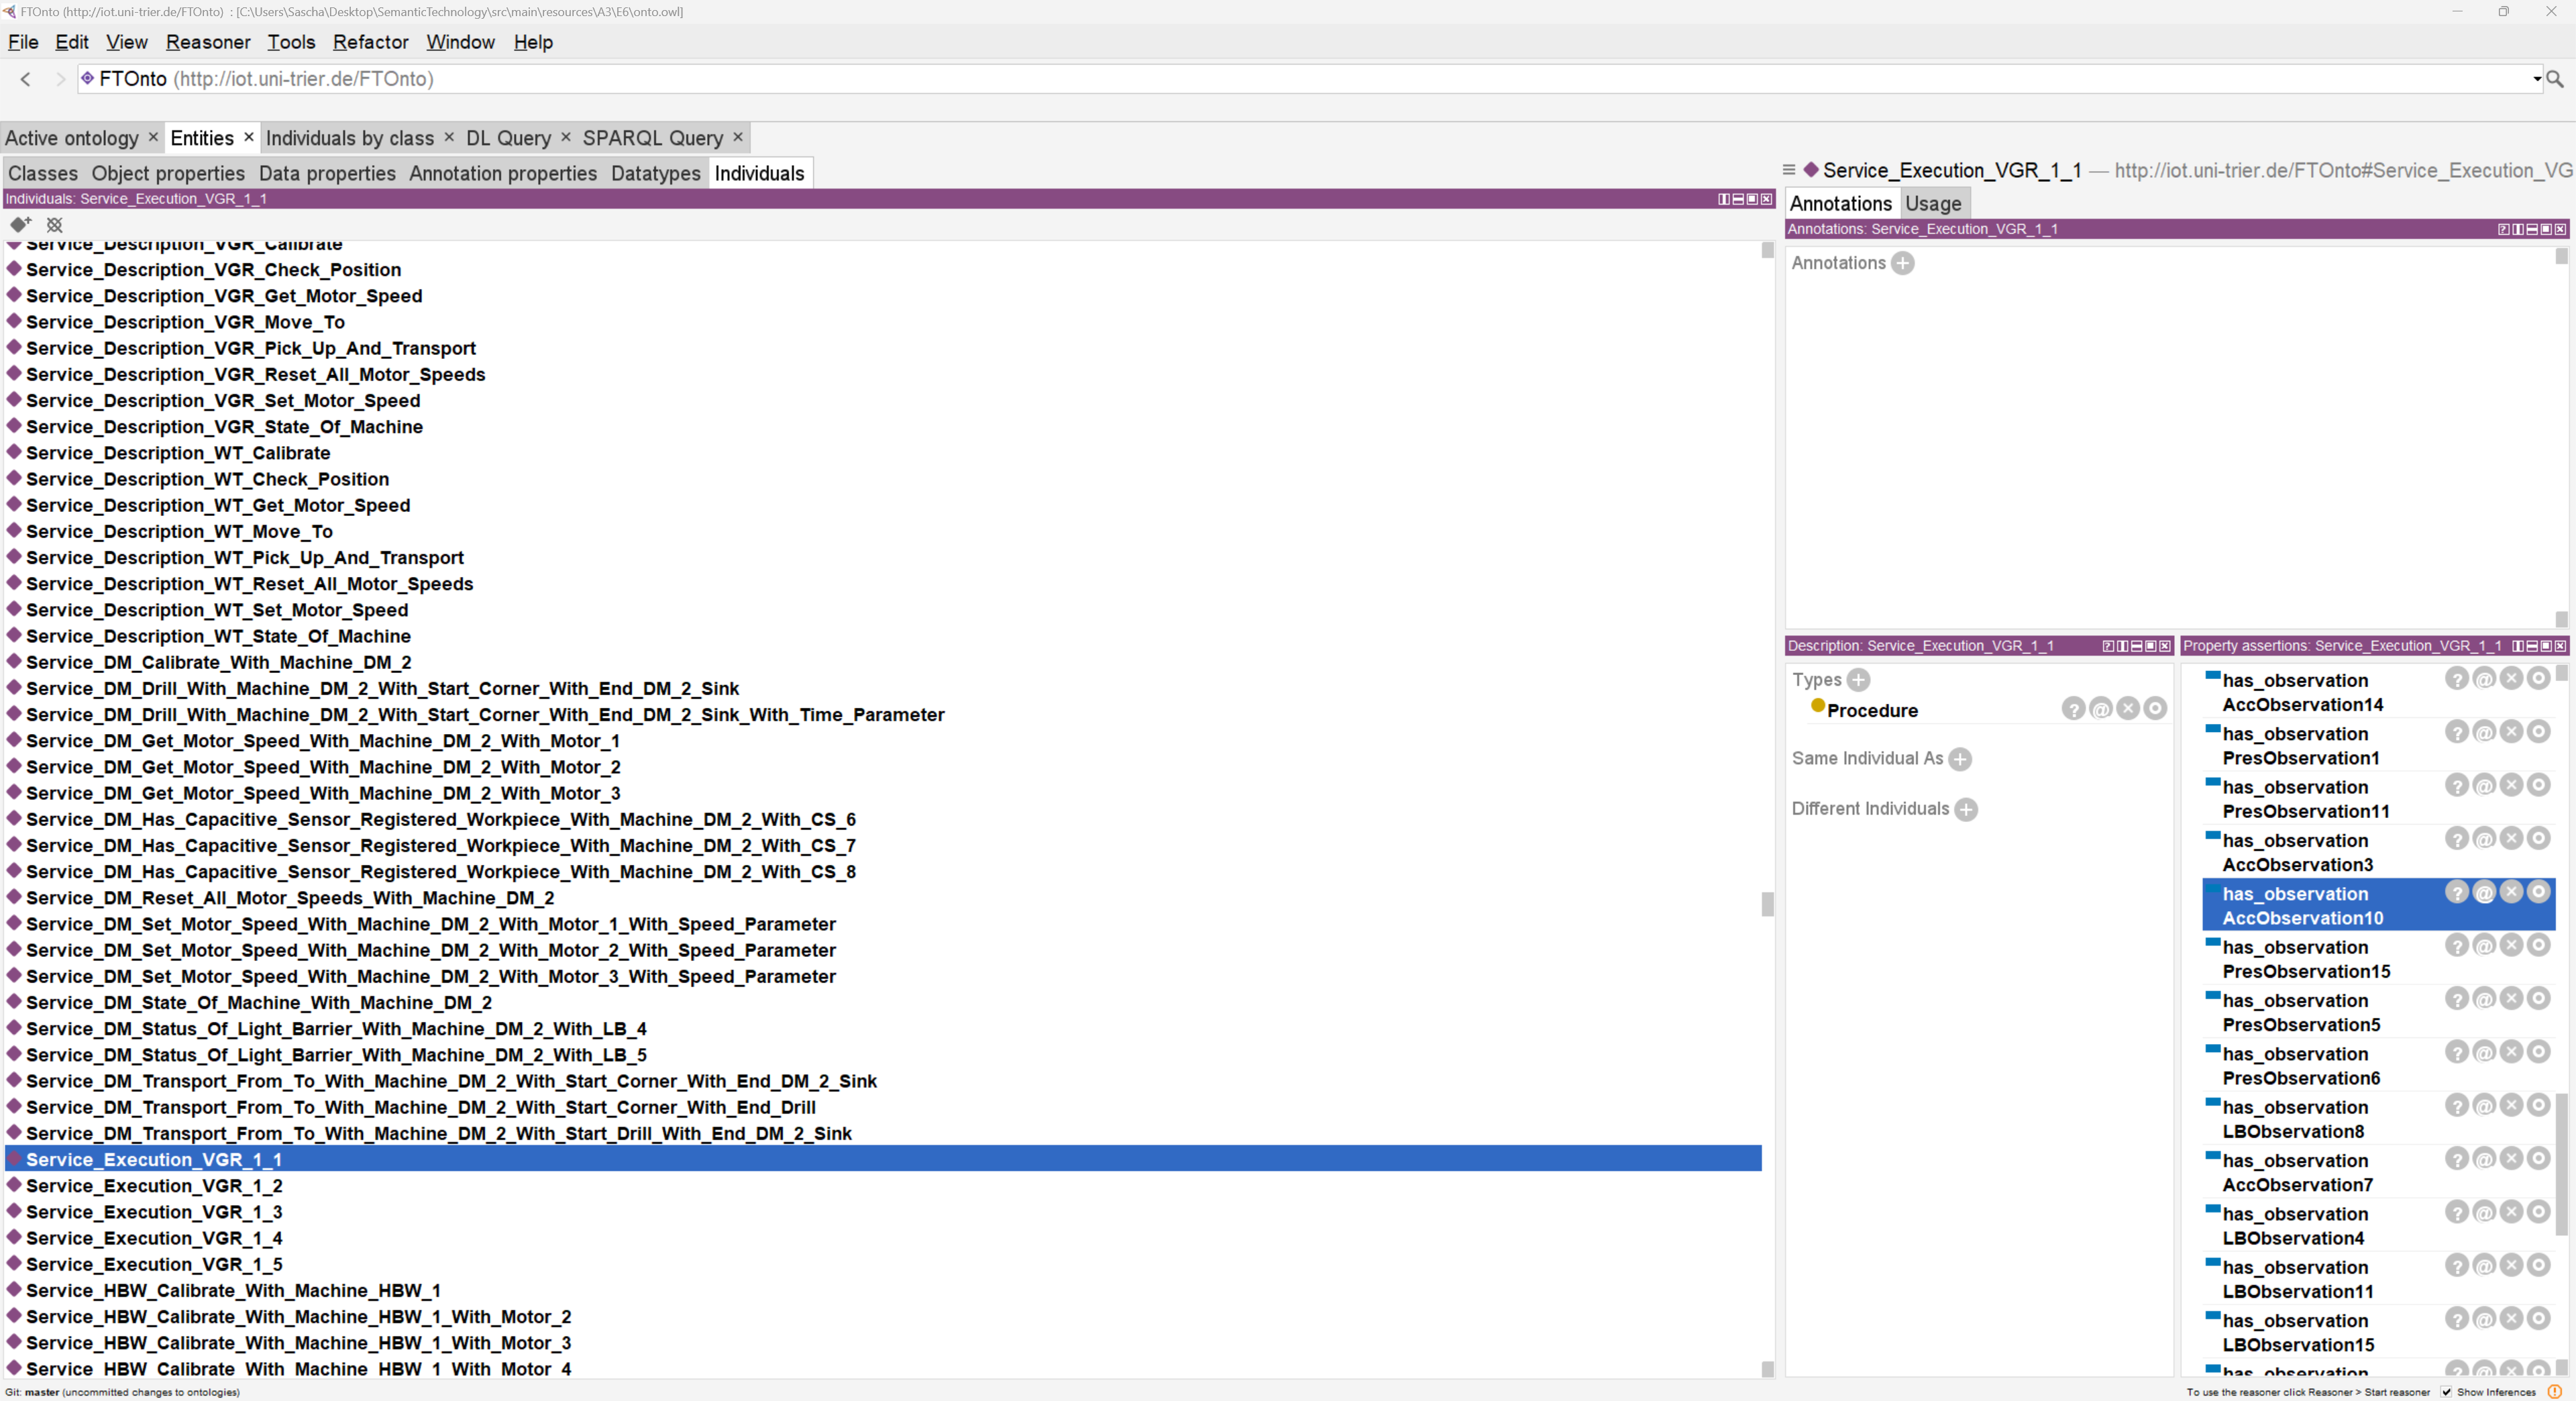 FTOnto (http://iot.uni-trier.de/FTOnto) : [C:\Users\Sascha\Desktop\SemanticTechnology\src\main\resources\A3\E6\onto.owl]
File Edit View Reasoner Tools Refactor Window Help
FTOnto (http://iot.uni-trier.de/FTOnto)
Active ontology × Entities × Individuals by class × DL Query × SPARQL Query ×
Classes Object properties Data properties Annotation properties Datatypes Individuals
Individuals: Service_Execution_VGR_1_1
Service_Description_VGR_Calibrate
Service_Description_VGR_Check_Position
Service_Description_VGR_Get_Motor_Speed
Service_Description_VGR_Move_To
Service_Description_VGR_Pick_Up_And_Transport
Service_Description_VGR_Reset_All_Motor_Speeds
Service_Description_VGR_Set_Motor_Speed
Service_Description_VGR_State_Of_Machine
Service_Description_WT_Calibrate
Service_Description_WT_Check_Position
Service_Description_WT_Get_Motor_Speed
Service_Description_WT_Move_To
Service_Description_WT_Pick_Up_And_Transport
Service_Description_WT_Reset_All_Motor_Speeds
Service_Description_WT_Set_Motor_Speed
Service_Description_WT_State_Of_Machine
Service_DM_Calibrate_With_Machine_DM_2
Service_DM_Drill_With_Machine_DM_2_With_Start_Corner_With_End_DM_2_Sink
Service_DM_Drill_With_Machine_DM_2_With_Start_Corner_With_End_DM_2_Sink_With_Time_Parameter
Service_DM_Get_Motor_Speed_With_Machine_DM_2_With_Motor_1
Service_DM_Get_Motor_Speed_With_Machine_DM_2_With_Motor_2
Service_DM_Get_Motor_Speed_With_Machine_DM_2_With_Motor_3
Service_DM_Has_Capacitive_Sensor_Registered_Workpiece_With_Machine_DM_2_With_CS_6
Service_DM_Has_Capacitive_Sensor_Registered_Workpiece_With_Machine_DM_2_With_CS_7
Service_DM_Has_Capacitive_Sensor_Registered_Workpiece_With_Machine_DM_2_With_CS_8
Service_DM_Reset_All_Motor_Speeds_With_Machine_DM_2
Service_DM_Set_Motor_Speed_With_Machine_DM_2_With_Motor_1_With_Speed_Parameter
Service_DM_Set_Motor_Speed_With_Machine_DM_2_With_Motor_2_With_Speed_Parameter
Service_DM_Set_Motor_Speed_With_Machine_DM_2_With_Motor_3_With_Speed_Parameter
Service_DM_State_Of_Machine_With_Machine_DM_2
Service_DM_Status_Of_Light_Barrier_With_Machine_DM_2_With_LB_4
Service_DM_Status_Of_Light_Barrier_With_Machine_DM_2_With_LB_5
Service_DM_Transport_From_To_With_Machine_DM_2_With_Start_Corner_With_End_DM_2_Sink
Service_DM_Transport_From_To_With_Machine_DM_2_With_Start_Corner_With_End_Drill
Service_DM_Transport_From_To_With_Machine_DM_2_With_Start_Drill_With_End_DM_2_Sink
Service_Execution_VGR_1_1
Service_Execution_VGR_1_2
Service_Execution_VGR_1_3
Service_Execution_VGR_1_4
Service_Execution_VGR_1_5
Service_HBW_Calibrate_With_Machine_HBW_1
Service_HBW_Calibrate_With_Machine_HBW_1_With_Motor_2
Service_HBW_Calibrate_With_Machine_HBW_1_With_Motor_3
Service_HBW_Calibrate_With_Machine_HBW_1_With_Motor_4
Service_Execution_VGR_1_1 — http://iot.uni-trier.de/FTOnto#Service_Execution_VG
Annotations Usage
Annotations: Service_Execution_VGR_1_1
Annotations
Description: Service_Execution_VGR_1_1
Types
Procedure
Same Individual As
Different Individuals
Property assertions: Service_Execution_VGR_1_1
has_observation
AccObservation14
has_observation
PresObservation1
has_observation
PresObservation11
has_observation
AccObservation3
has_observation
AccObservation10
has_observation
PresObservation15
has_observation
PresObservation5
has_observation
PresObservation6
has_observation
LBObservation8
has_observation
AccObservation7
has_observation
LBObservation4
has_observation
LBObservation11
has_observation
LBObservation15
has_observation
Git: master (uncommitted changes to ontologies)
To use the reasoner click Reasoner > Start reasoner Show Inferences